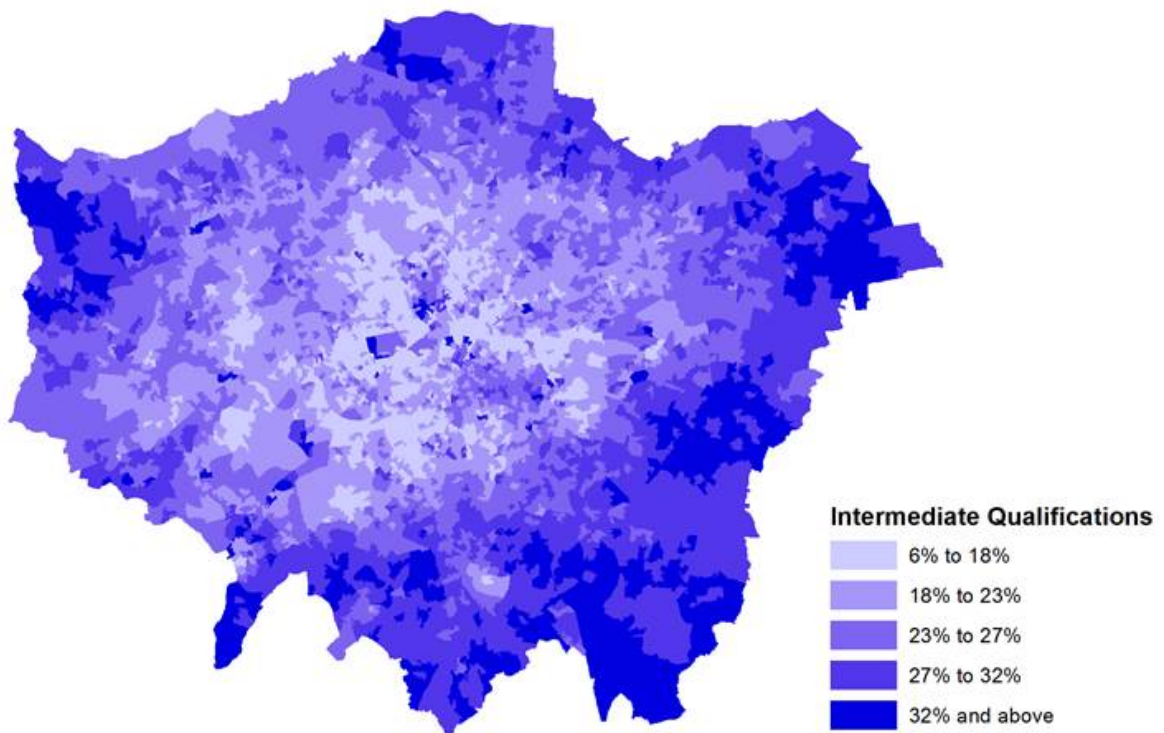 Intermediate Qualifications
6% to 18%
18% to 23%
23% to 27%
27% to 32%
32% and above